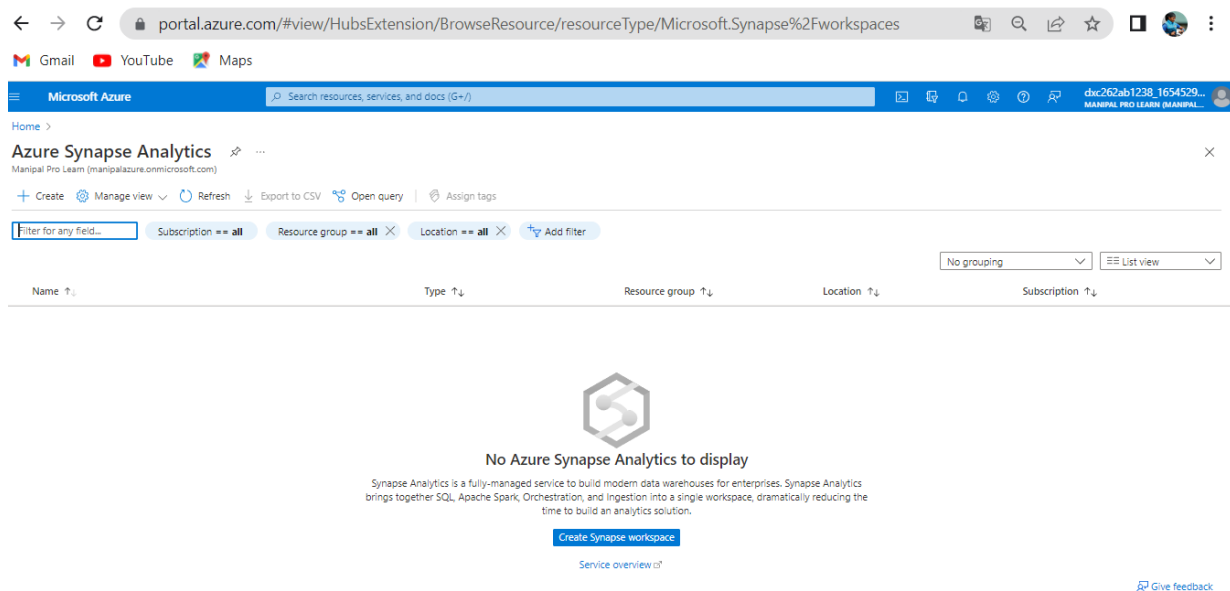 portal.azure.com/#view/HubsExtension/BrowseResource/resourceType/Microsoft.Synapse%2Fworkspaces
Gmail YouTube Maps
Microsoft Azure Search resources, services, and docs (G+/) dxc262ab1238_1654529...
MANIPAL PRO LEARN (MANIPAL...
Home >
Azure Synapse Analytics ...
Manipal Pro Learn (manipalazure.onmicrosoft.com)
+ Create Manage view Refresh Export to CSV Open query Assign tags
Filter for any field... Subscription == all Resource group == all Location == all Add filter
No grouping List view
Name ↑↓ Type ↑↓ Resource group ↑↓ Location ↑↓ Subscription ↑↓
No Azure Synapse Analytics to display
Synapse Analytics is a fully-managed service to build modern data warehouses for enterprises. Synapse Analytics
brings together SQL, Apache Spark, Orchestration, and Ingestion into a single workspace, dramatically reducing the
time to build an analytics solution.
Create Synapse workspace
Service overview
Give feedback